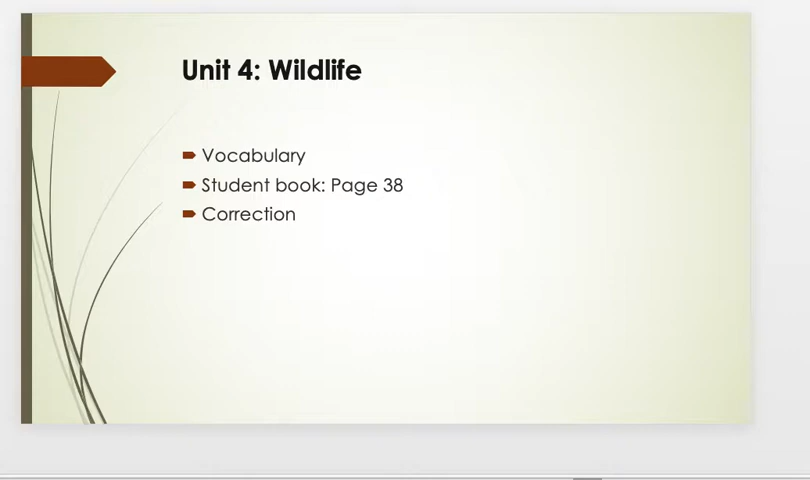 Unit 4: Wildlife
Vocabulary
Student book: Page 38
Correction